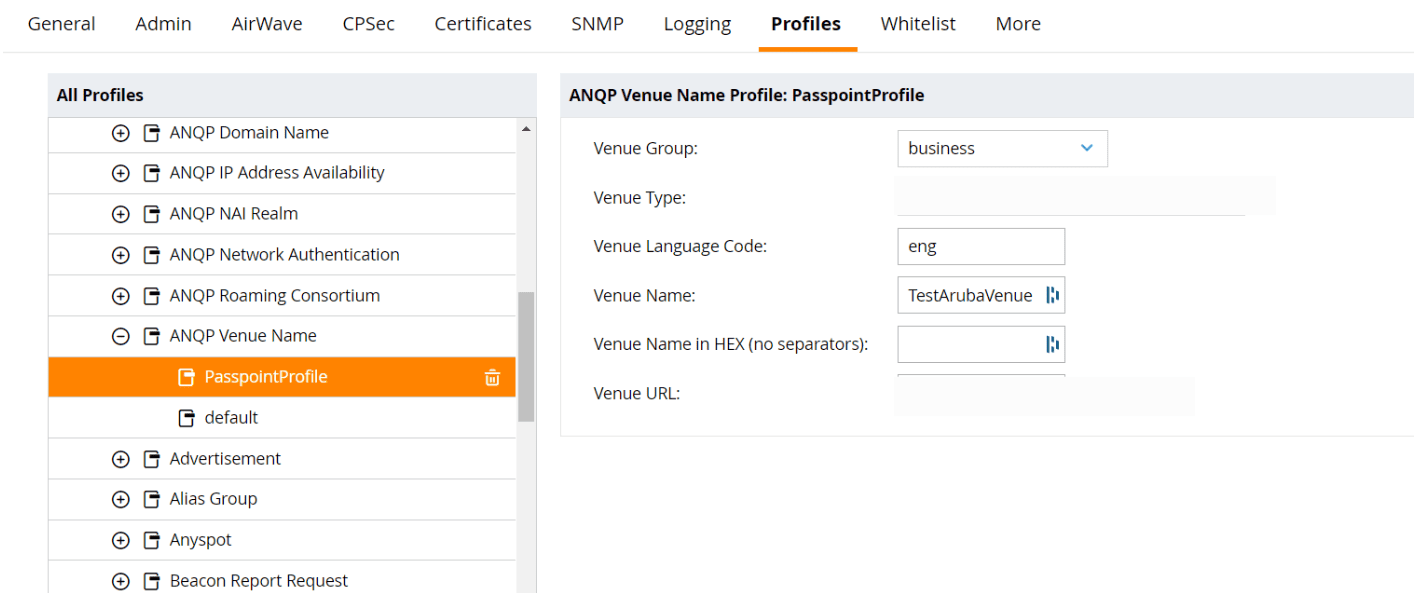 General Admin AirWave CPSec Certificates SNMP Logging Profiles Whitelist More
All Profiles
ANQP Domain Name
ANQP IP Address Availability
ANQP NAI Realm
ANQP Network Authentication
ANQP Roaming Consortium
ANQP Venue Name
PasspointProfile
default
Advertisement
Alias Group
Anyspot
Beacon Report Request
ANQP Venue Name Profile: PasspointProfile
Venue Group: business
Venue Type:
Venue Language Code: eng
Venue Name: TestArubaVenue
Venue Name in HEX (no separators):
Venue URL: